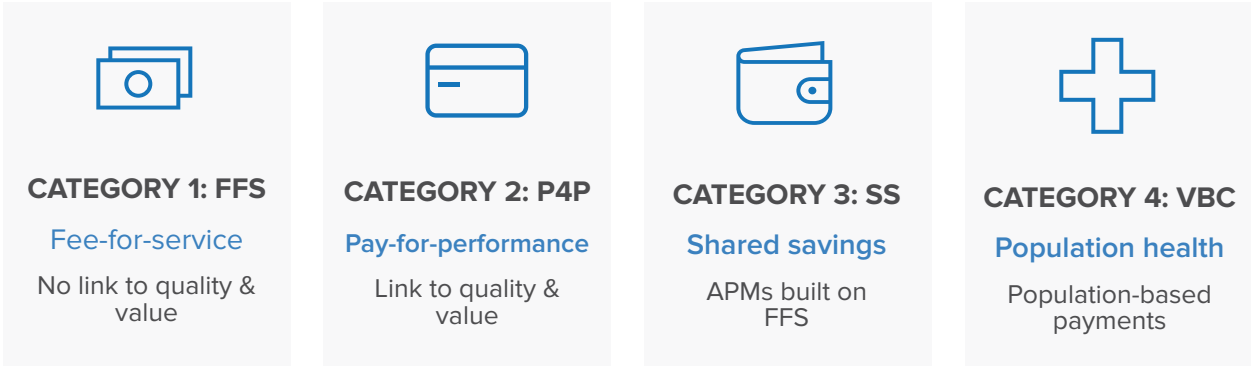 CATEGORY 1: FFS
Fee-for-service
No link to quality &
value
CATEGORY 2: P4P
Pay-for-performance
Link to quality &
value
CATEGORY 3: SS
Shared savings
APMs built on
FFS
CATEGORY 4: VBC
Population health
Population-based
payments